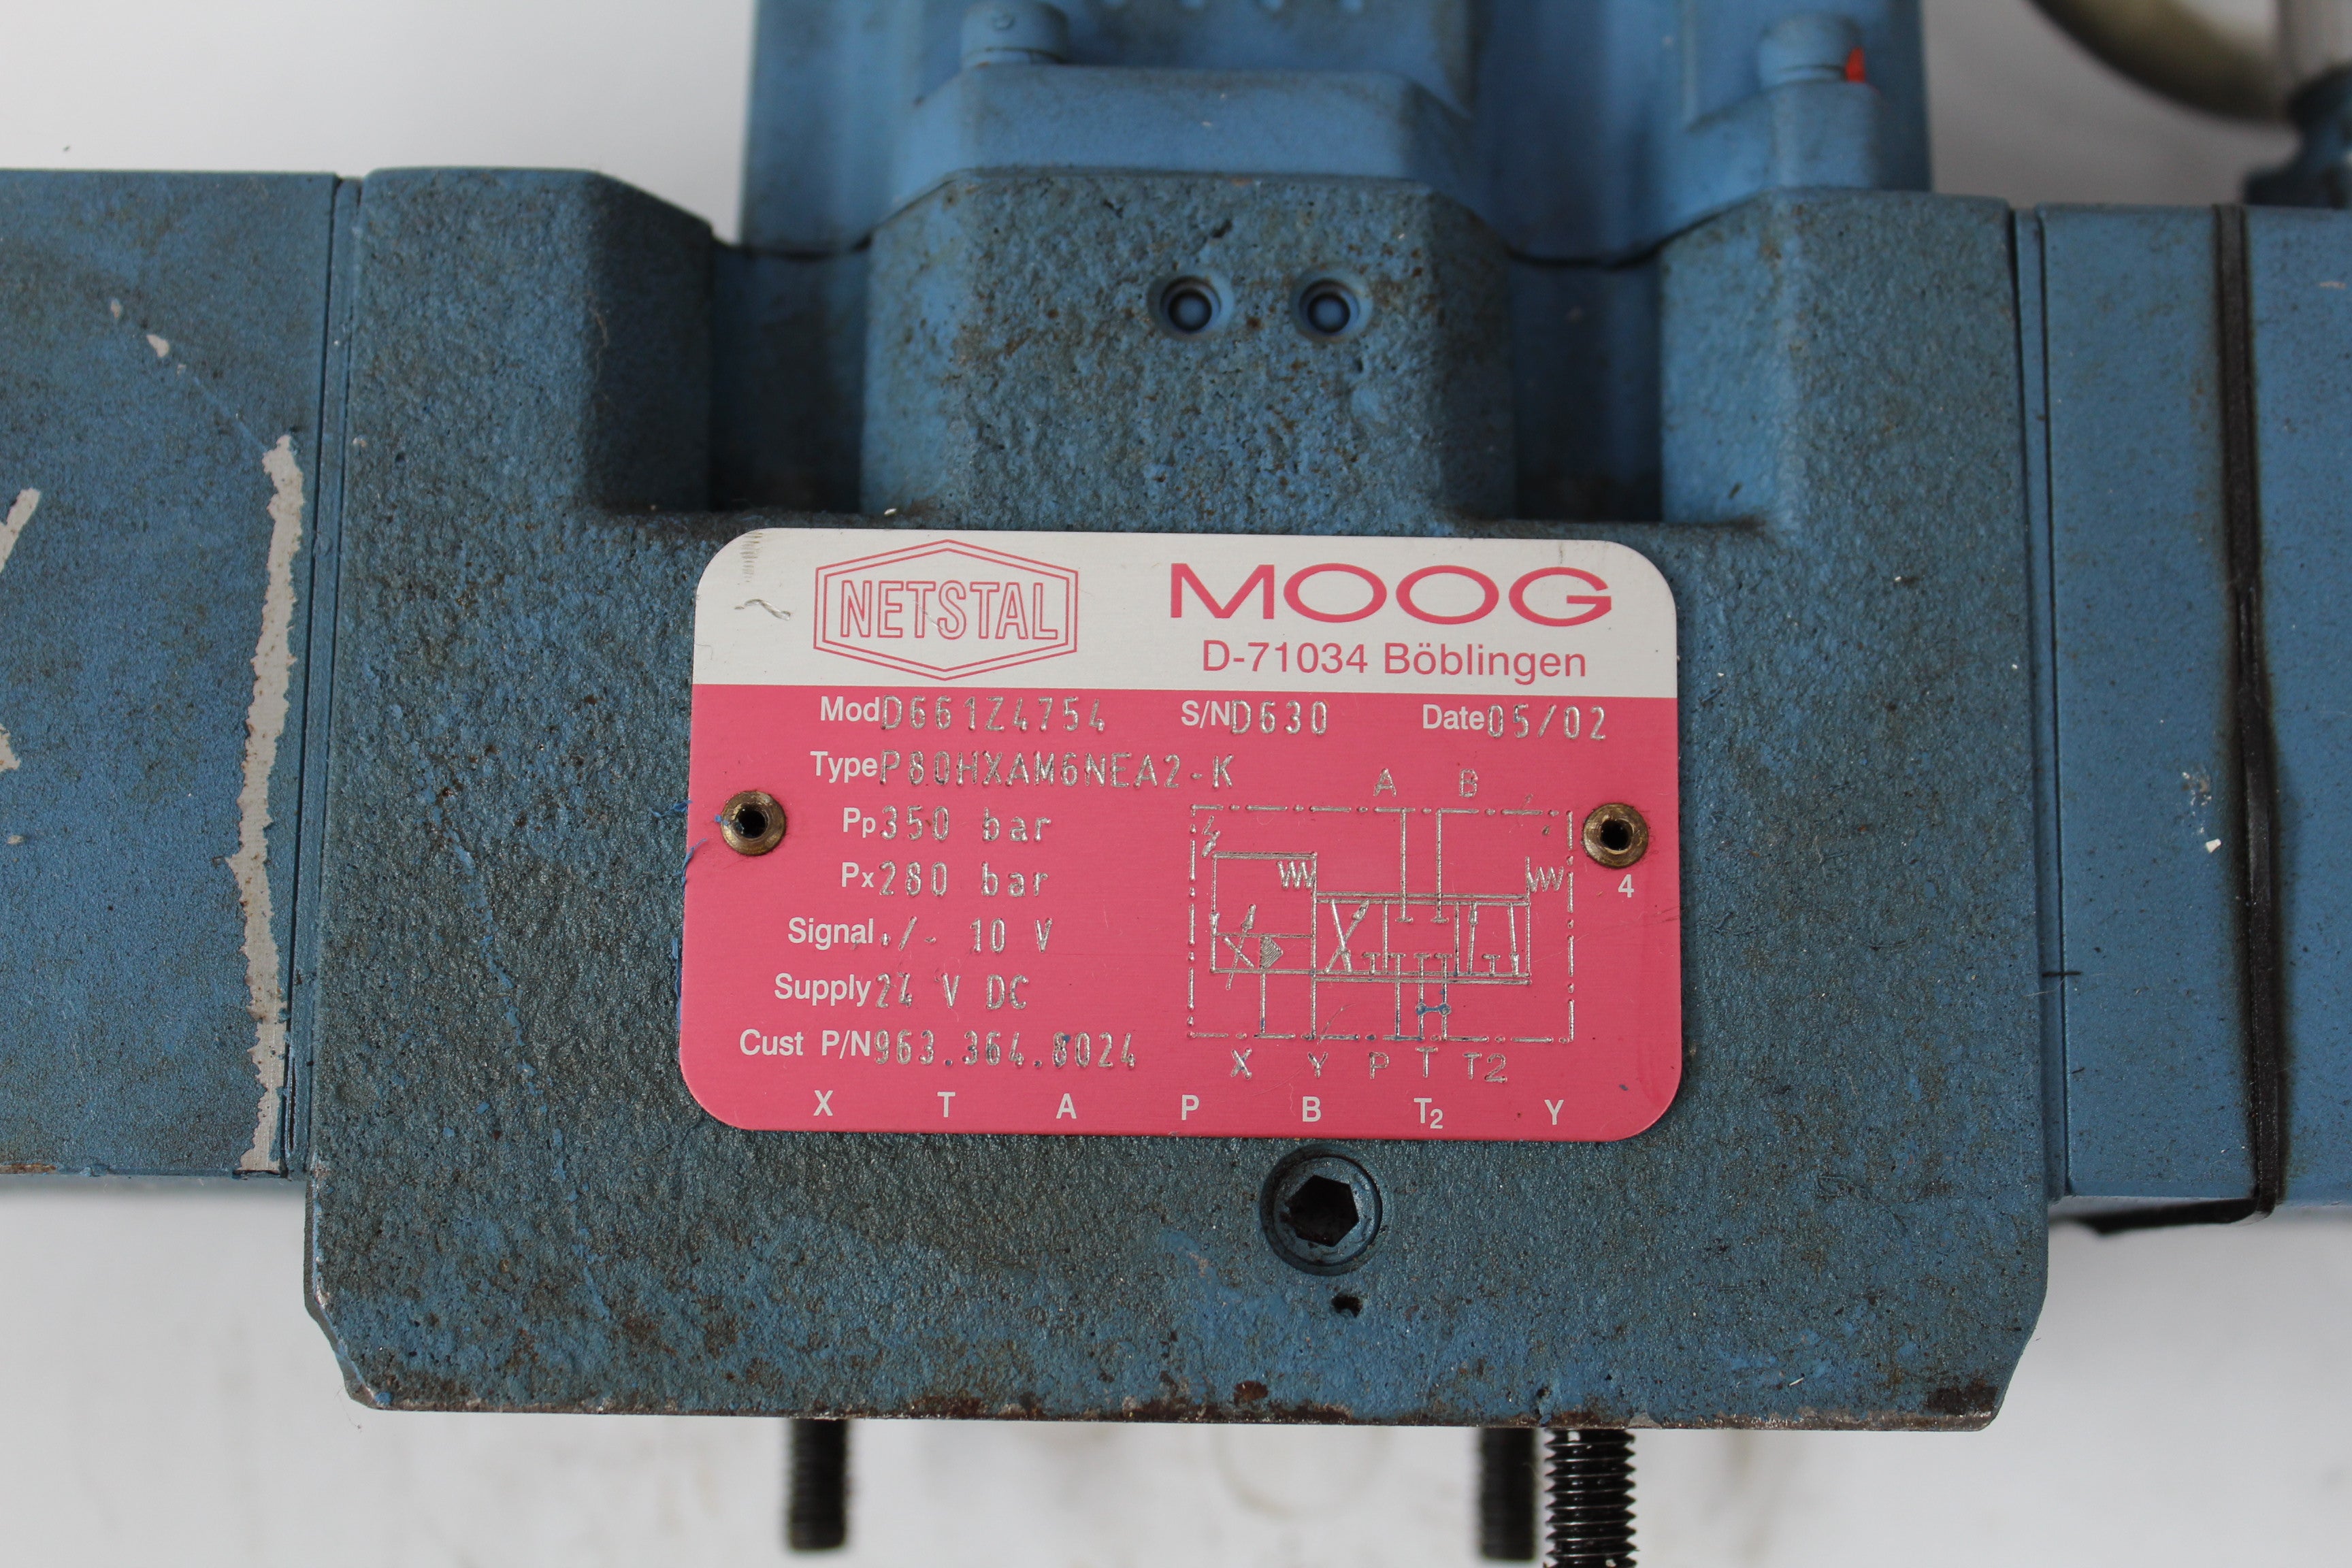 NETSTAL MOOG
D-71034 Böblingen
Mod D661Z4754 S/N D630 Date 05/02
Type P80HXAM6NEA2-K
A B
Pp 350 bar
Px 280 bar
4
Signal +/- 10 V
Supply 24 V DC
Cust P/N 963.364.8024
X Y P T T2
X T A P B T2 Y